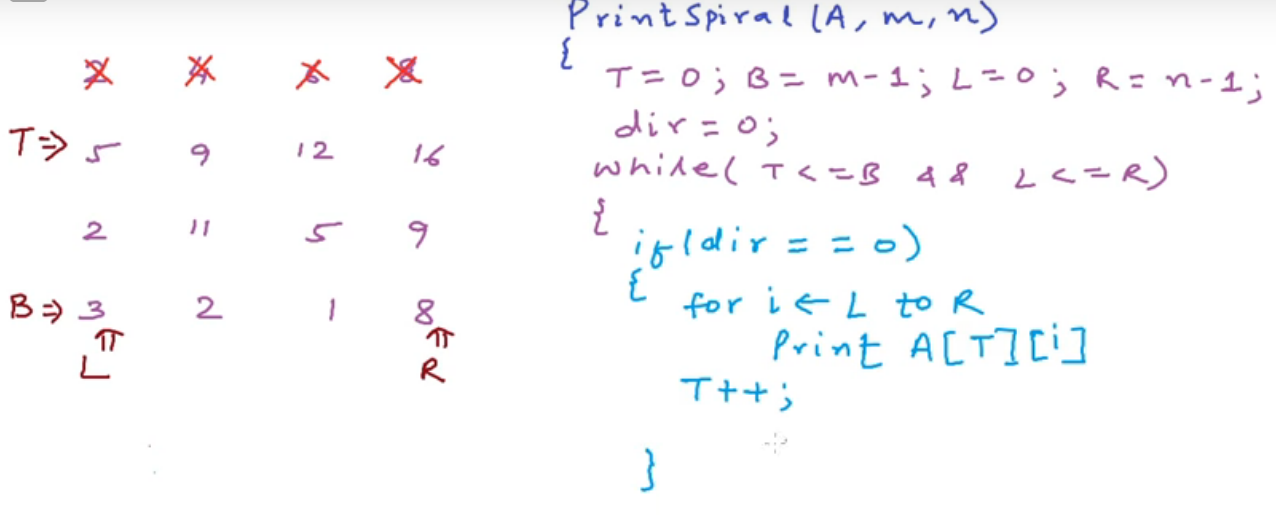 PrintSpiral (A, m, n)
{
T = 0; B = m-1; L = 0; R = n-1;
dir = 0;
while( T <= B && L <= R)
{
if(dir == 0)
{
for i ← L to R
Print A[T][i]
T++;
}
2 4 6 8
T⇒ 5 9 12 16
2 11 5 9
B⇒ 3 2 1 8
⇑ ⇑
L R